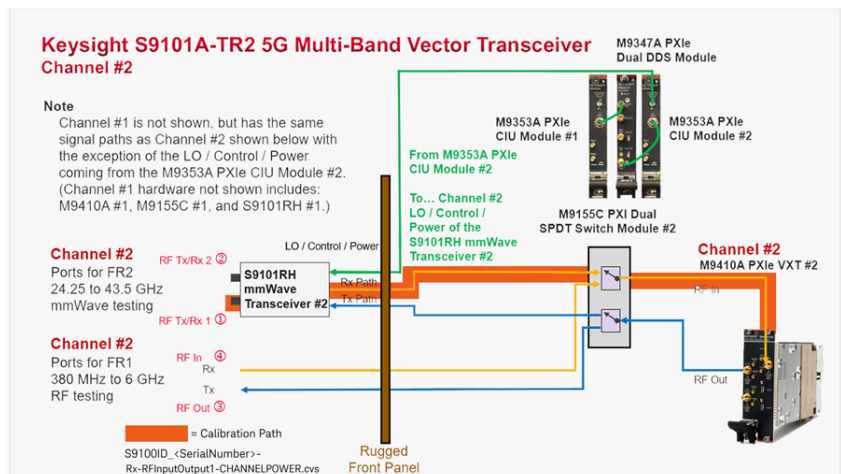 Keysight S9101A-TR2 5G Multi-Band Vector Transceiver
Channel #2
M9347A PXIe
Dual DDS Module
Note
Channel #1 is not shown, but has the same
signal paths as Channel #2 shown below with
the exception of the LO / Control / Power
coming from the M9353A PXIe CIU Module #2.
(Channel #1 hardware not shown includes:
M9410A #1, M9155C #1, and S9101RH #1.)
M9353A PXIe
CIU Module #1
M9353A PXIe
CIU Module #2
From M9353A PXIe
CIU Module #2
To... Channel #2
LO / Control /
Power of the
S9101RH mmWave
Transceiver #2
M9155C PXI Dual
SPDT Switch Module #2
Channel #2
M9410A PXIe VXT #2
LO / Control / Power
Channel #2
Ports for FR2
24.25 to 43.5 GHz
mmWave testing
RF Tx/Rx 2 ②
S9101RH
mmWave
Transceiver #2
Rx Path
Tx Path
RF In
RF Tx/Rx 1 ①
Channel #2
Ports for FR1
380 MHz to 6 GHz
RF testing
RF In ④
Rx
Tx
RF Out ③
RF Out
= Calibration Path
S9100ID_<SerialNumber>-
Rx-RFInputOutput1-CHANNELPOWER.cvs
Rugged
Front Panel